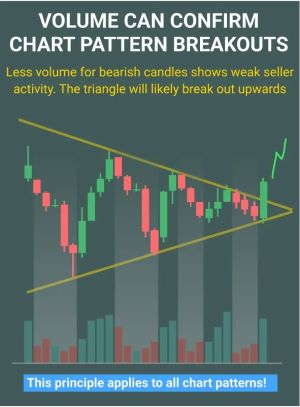 VOLUME CAN CONFIRM
CHART PATTERN BREAKOUTS
Less volume for bearish candles shows weak seller
activity. The triangle will likely break out upwards
This principle applies to all chart patterns!